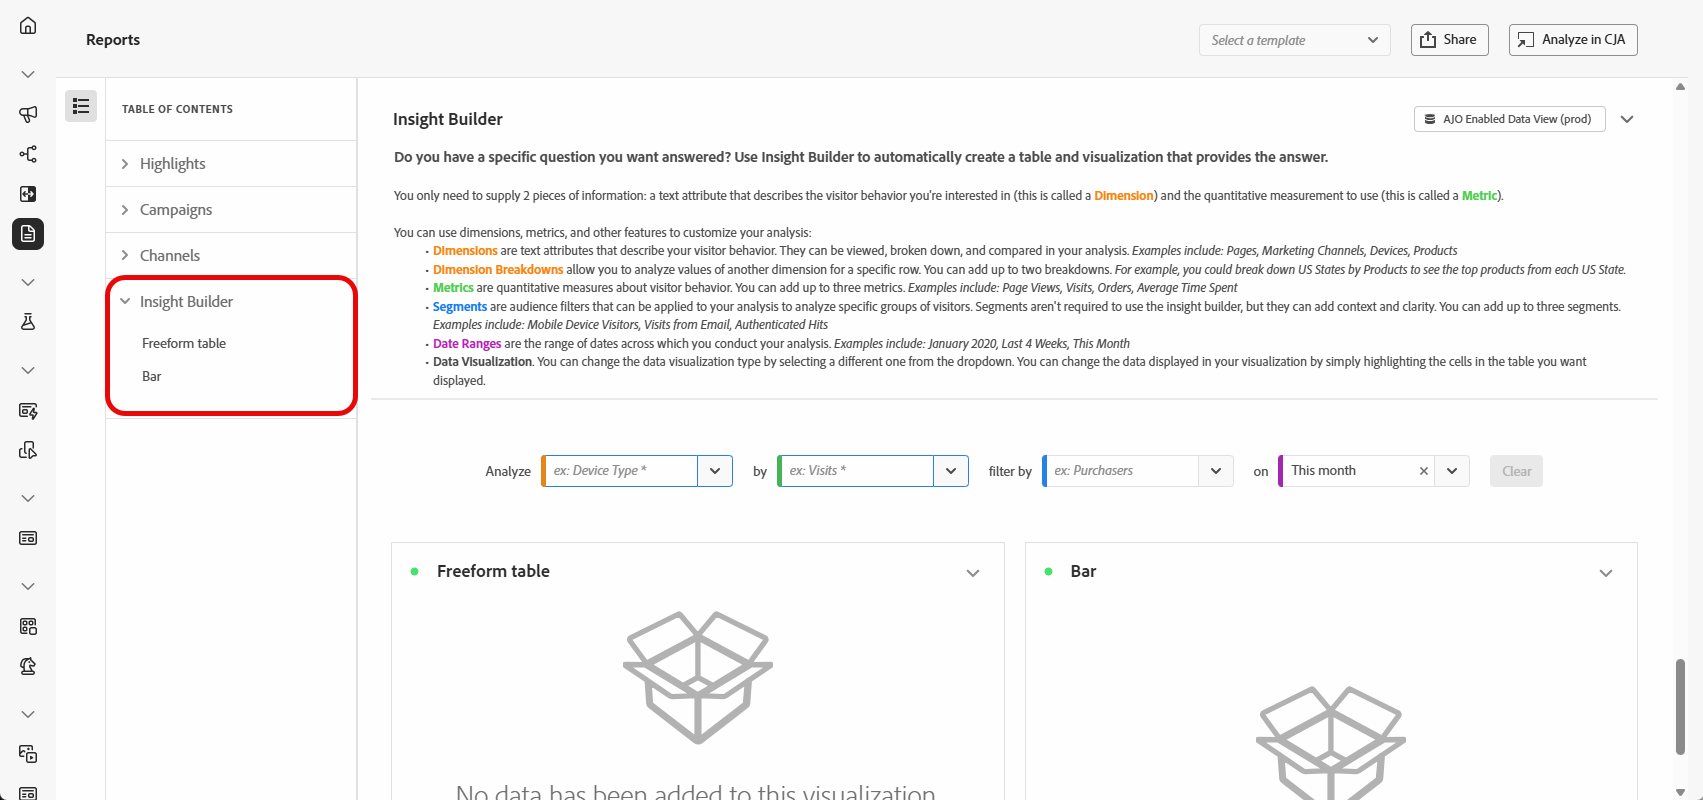 Reports
Select a template
Share
Analyze in CJA
TABLE OF CONTENTS
Highlights
Campaigns
Channels
Insight Builder
Freeform table
Bar
Insight Builder
AJO Enabled Data View (prod)
Do you have a specific question you want answered? Use Insight Builder to automatically create a table and visualization that provides the answer.
You only need to supply 2 pieces of information: a text attribute that describes the visitor behavior you're interested in (this is called a Dimension) and the quantitative measurement to use (this is called a Metric).
You can use dimensions, metrics, and other features to customize your analysis:
• Dimensions are text attributes that describe your visitor behavior. They can be viewed, broken down, and compared in your analysis. Examples include: Pages, Marketing Channels, Devices, Products
• Dimension Breakdowns allow you to analyze values of another dimension for a specific row. You can add up to two breakdowns. For example, you could break down US States by Products to see the top products from each US State.
• Metrics are quantitative measures about visitor behavior. You can add up to three metrics. Examples include: Page Views, Visits, Orders, Average Time Spent
• Segments are audience filters that can be applied to your analysis to analyze specific groups of visitors. Segments aren't required to use the insight builder, but they can add context and clarity. You can add up to three segments.
Examples include: Mobile Device Visitors, Visits from Email, Authenticated Hits
• Date Ranges are the range of dates across which you conduct your analysis. Examples include: January 2020, Last 4 Weeks, This Month
• Data Visualization. You can change the data visualization type by selecting a different one from the dropdown. You can change the data displayed in your visualization by simply highlighting the cells in the table you want
displayed.
Analyze
ex: Device Type *
by
ex: Visits *
filter by
ex: Purchasers
on
This month
Clear
Freeform table
Bar
No data has been added to this visualization